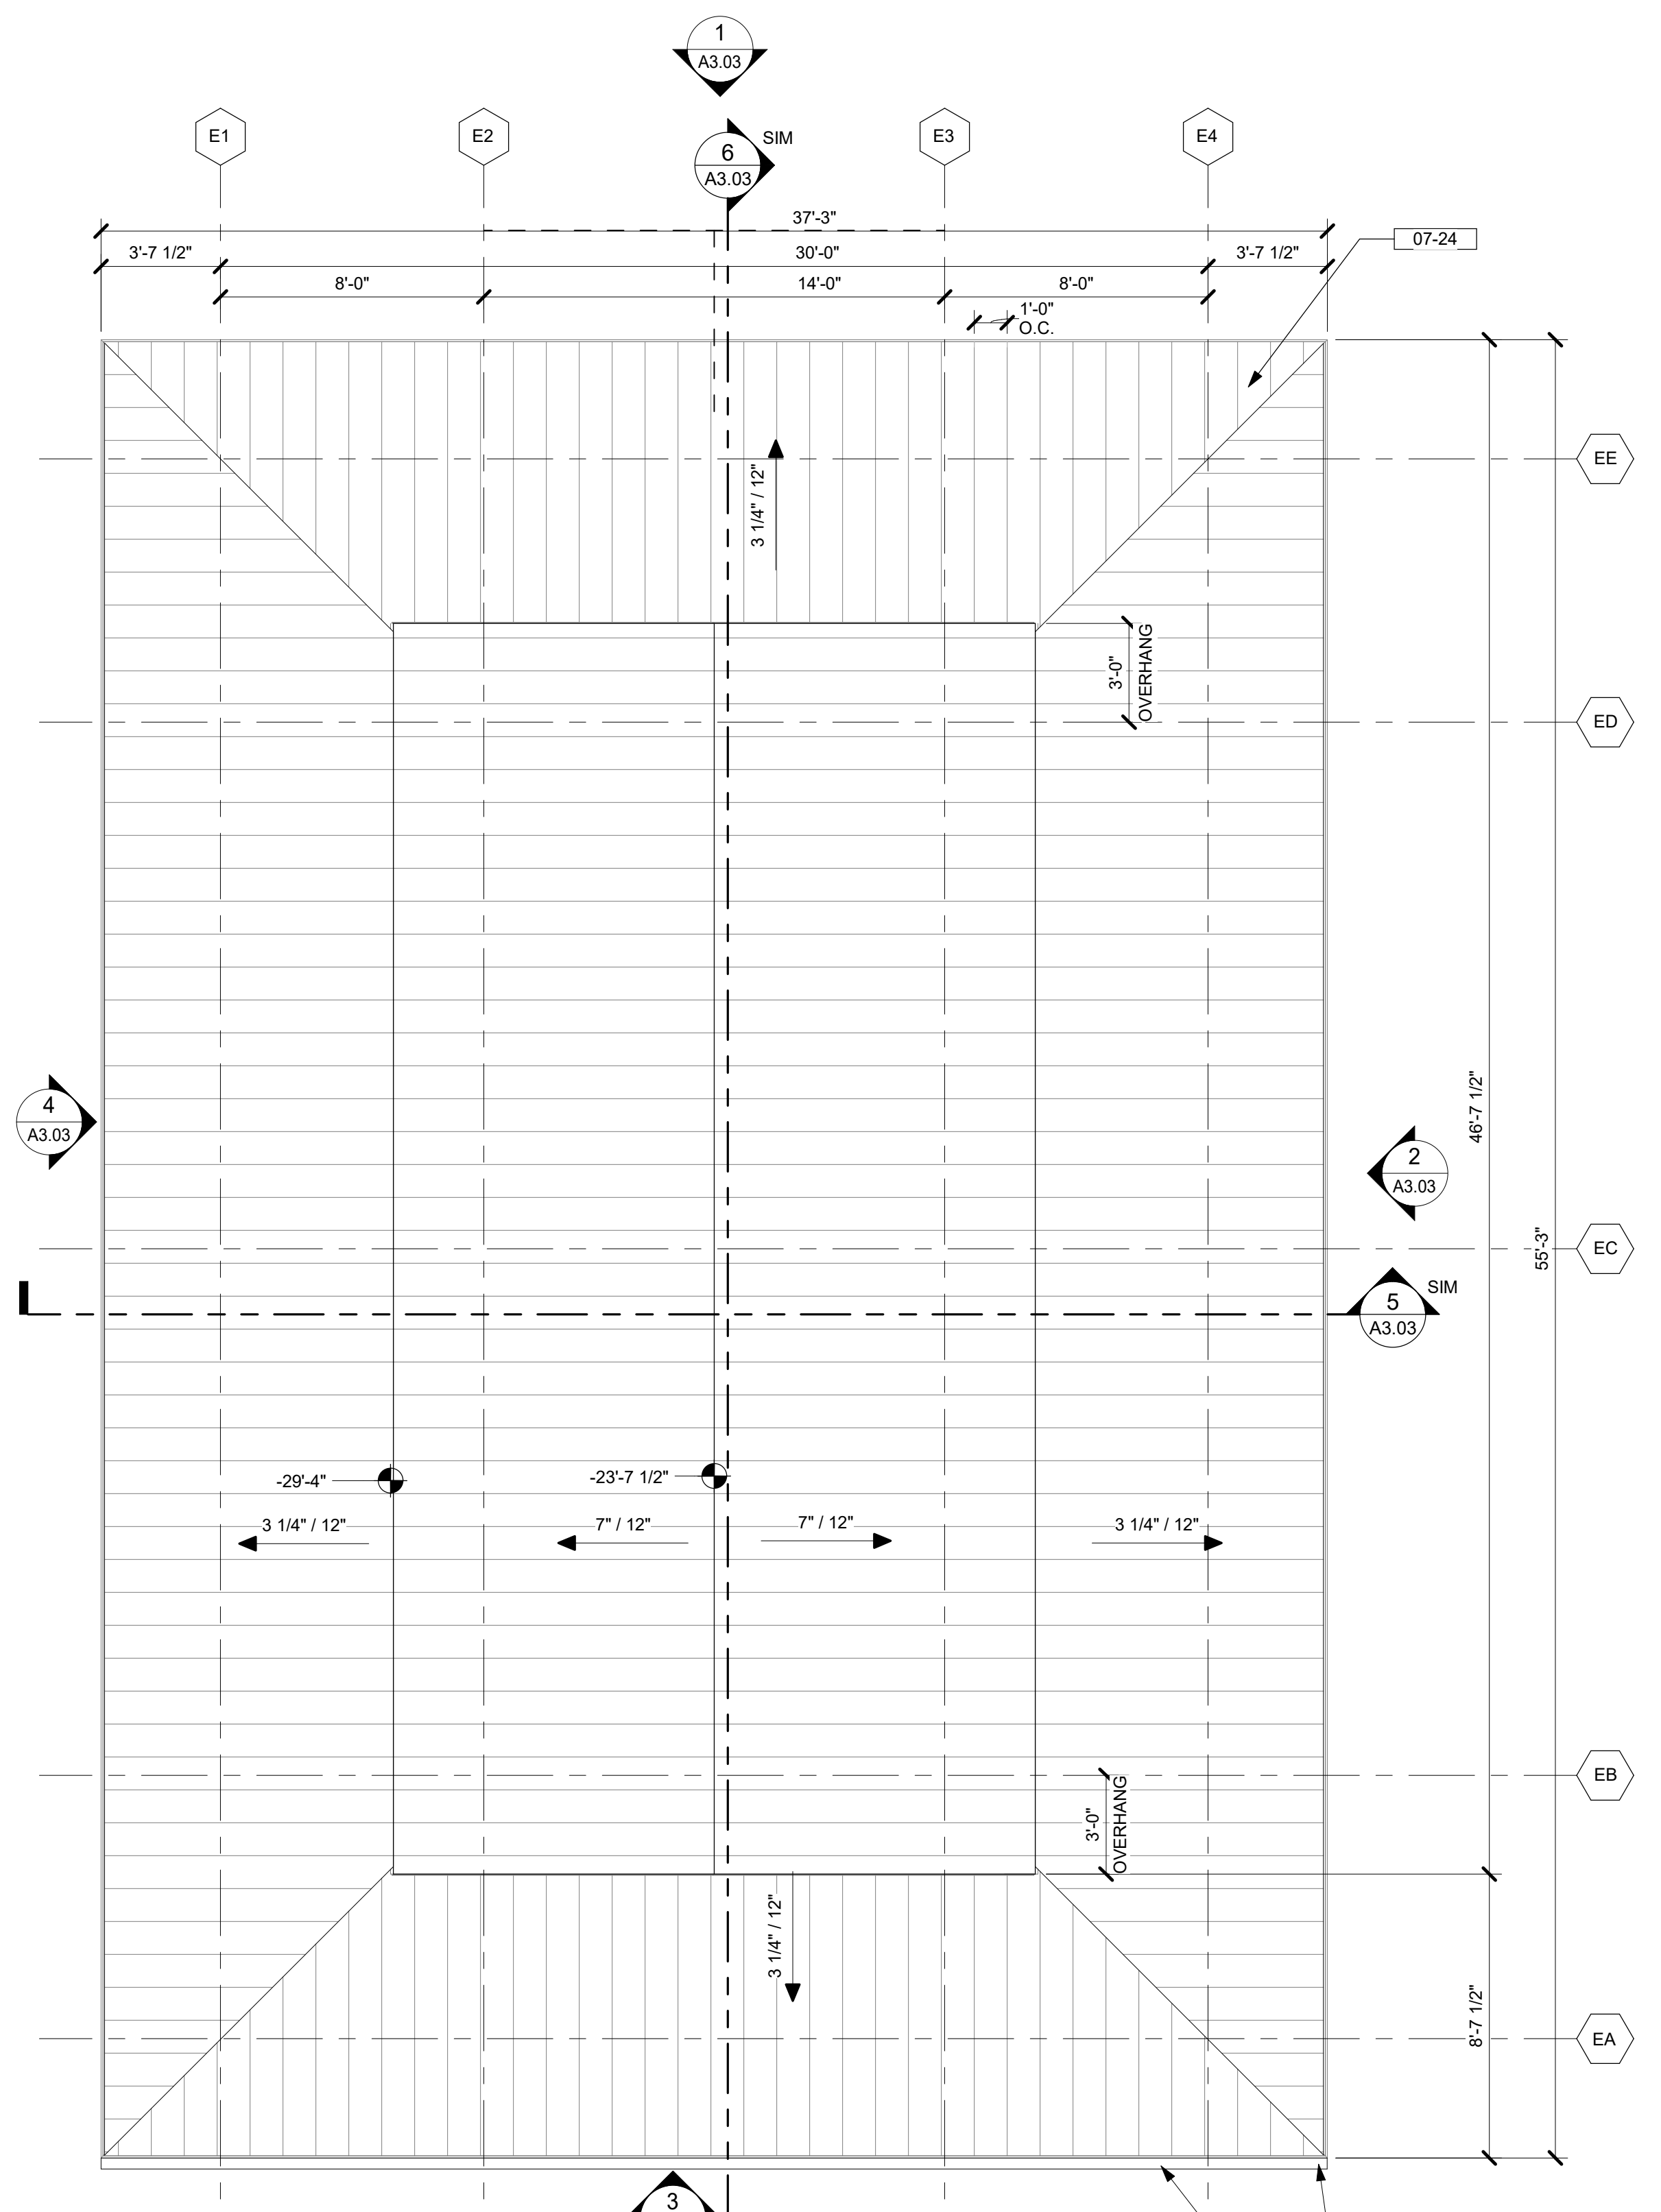 1
A3.03
E1
E2
6
A3.03
SIM
E3
E4
37'-3"
07-24
3'-7 1/2"
30'-0"
3'-7 1/2"
8'-0"
14'-0"
8'-0"
1'-0"
O.C.
EE
3 1/4" / 12"
3'-0"
OVERHANG
ED
4
A3.03
46'-7 1/2"
2
A3.03
55'-3"
EC
SIM
5
A3.03
-29'-4"
-23'-7 1/2"
3 1/4" / 12"
7" / 12"
7" / 12"
3 1/4" / 12"
EB
3'-0"
OVERHANG
3 1/4" / 12"
8'-7 1/2"
EA
3